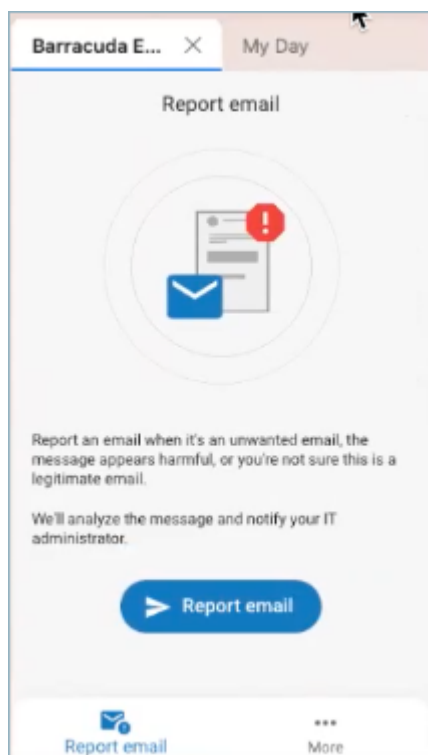 Barracuda E... My Day
Report email
Report an email when it's an unwanted email, the
message appears harmful, or you're not sure this is a
legitimate email.
We'll analyze the message and notify your IT
administrator.
Report email
Report email More